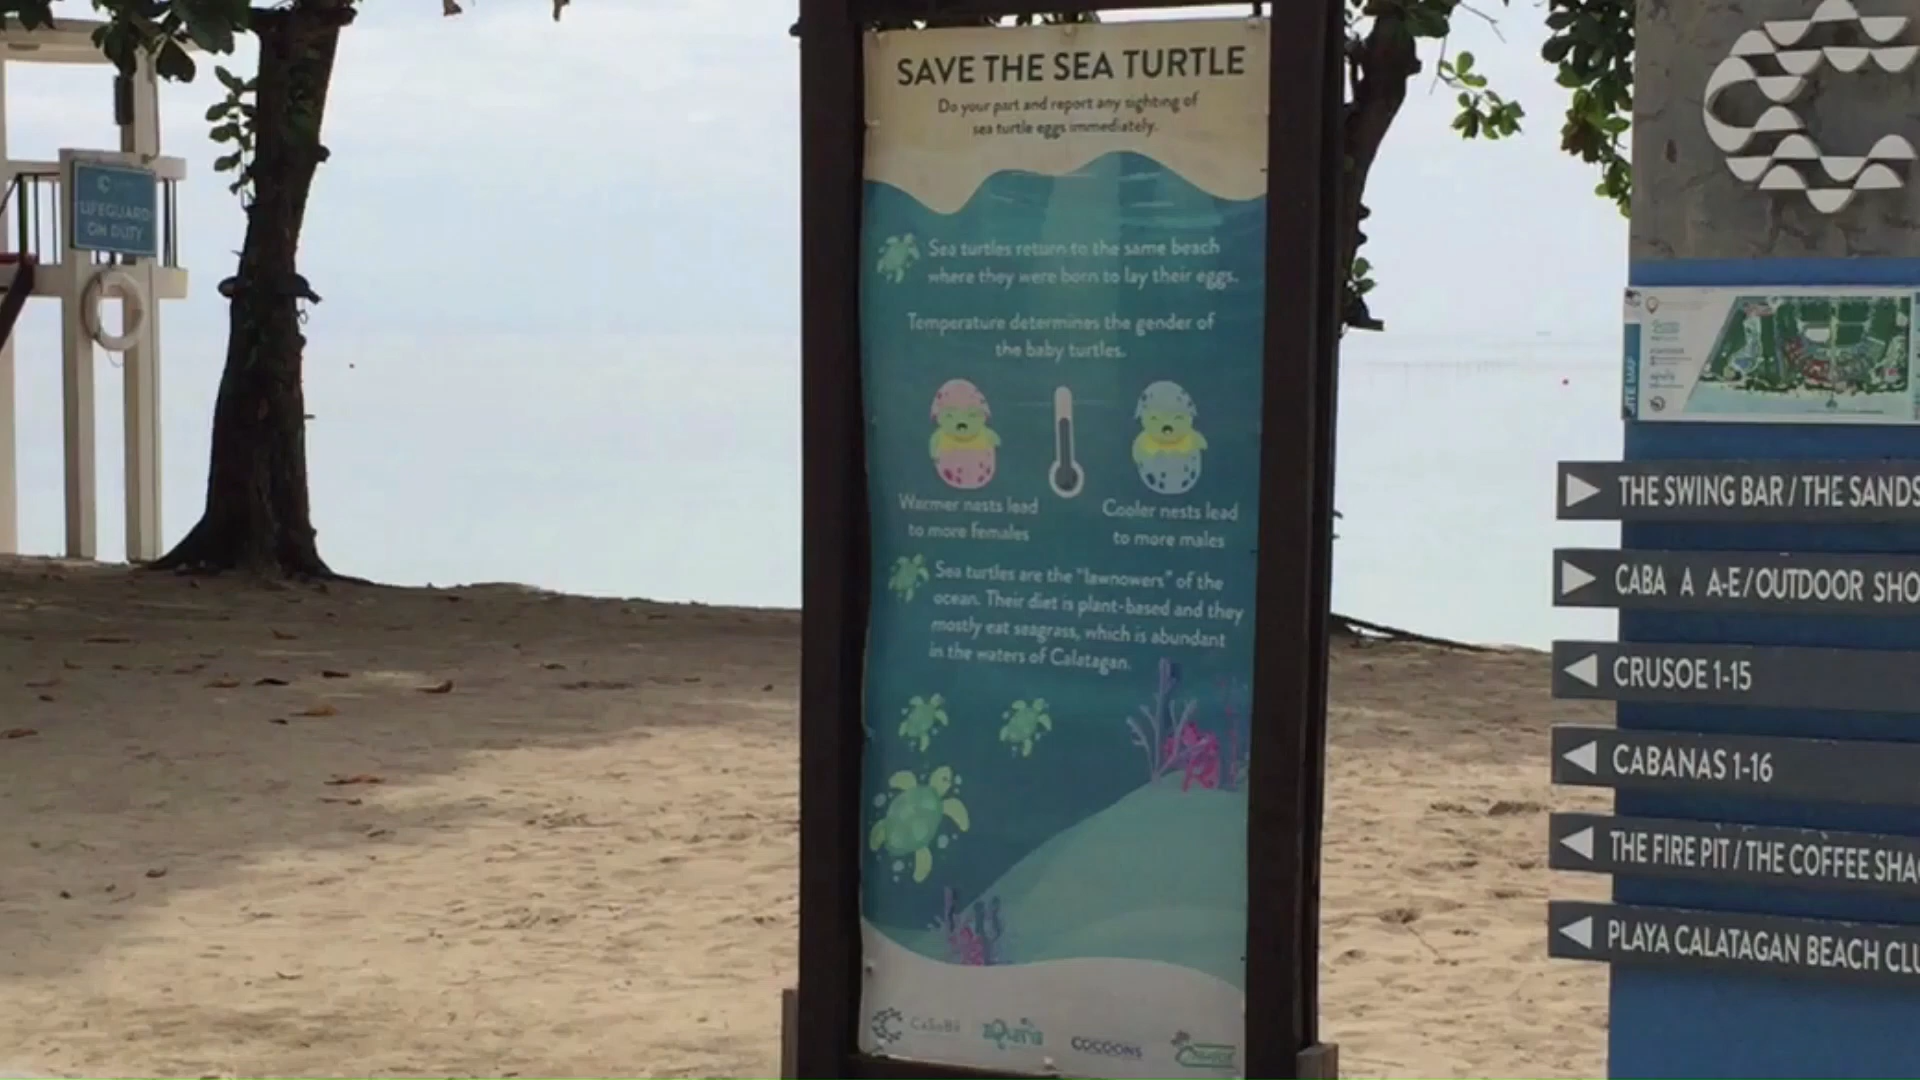 LIFEGUARD
ON DUTY
SAVE THE SEA TURTLE
Do your part and report any sighting of
sea turtle eggs immediately.
Sea turtles return to the same beach
where they were born to lay their eggs.
Temperature determines the gender of
the baby turtles.
Warmer nests lead
to more females
Cooler nests lead
to more males
Sea turtles are the "lawnowers" of the
ocean. Their diet is plant-based and they
mostly eat seagrass, which is abundant
in the waters of Calatagan.
CaSoBē
aquaria
COCOONS
SITE MAP
THE SWING BAR / THE SANDS
CABA A A-E/OUTDOOR SHO
CRUSOE 1-15
CABANAS 1-16
THE FIRE PIT / THE COFFEE SHA
PLAYA CALATAGAN BEACH CLU